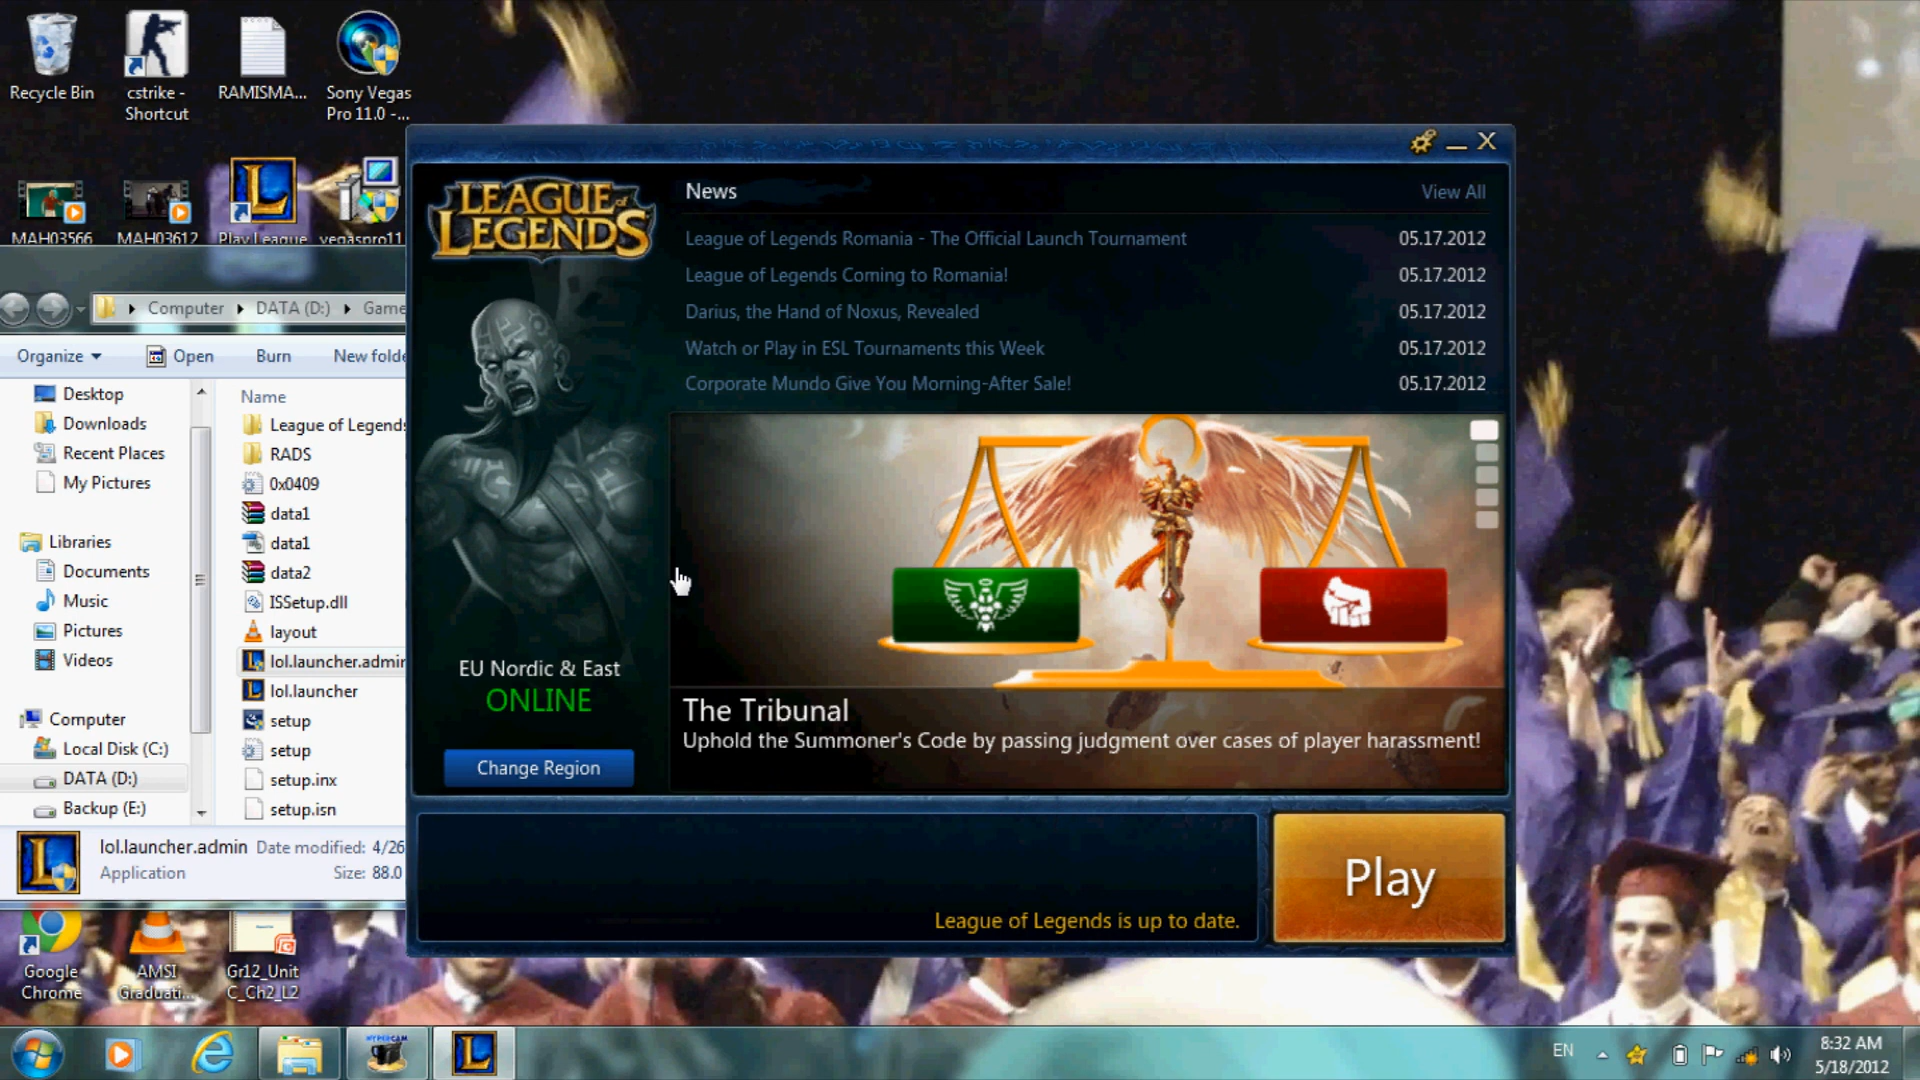 Recycle Bin
cstrike -
Shortcut
RAMISMA...
Sony Vegas
Pro 11.0 -...
MAH03566
MAH03612
Play League
vegaspro11
Computer
DATA (D:)
Game
Organize
Open
Burn
New folde
Desktop
Downloads
Recent Places
My Pictures
Libraries
Documents
Music
Pictures
Videos
Computer
Local Disk (C:)
DATA (D:)
Backup (E:)
Name
League of Legends
RADS
0x0409
data1
data1
data2
ISSetup.dll
layout
lol.launcher.admin
lol.launcher
setup
setup
setup.inx
setup.isn
lol.launcher.admin Date modified: 4/26
Application Size: 88.0
LEAGUE of
LEGENDS
News
View All
League of Legends Romania - The Official Launch Tournament 05.17.2012
League of Legends Coming to Romania! 05.17.2012
Darius, the Hand of Noxus, Revealed 05.17.2012
Watch or Play in ESL Tournaments this Week 05.17.2012
Corporate Mundo Give You Morning-After Sale! 05.17.2012
EU Nordic & East
ONLINE
Change Region
The Tribunal
Uphold the Summoner's Code by passing judgment over cases of player harassment!
League of Legends is up to date.
Play
Google
Chrome
AMSI
Graduati...
Gr12_Unit
C_Ch2_L2
HYPERCAM
EN
8:32 AM
5/18/2012